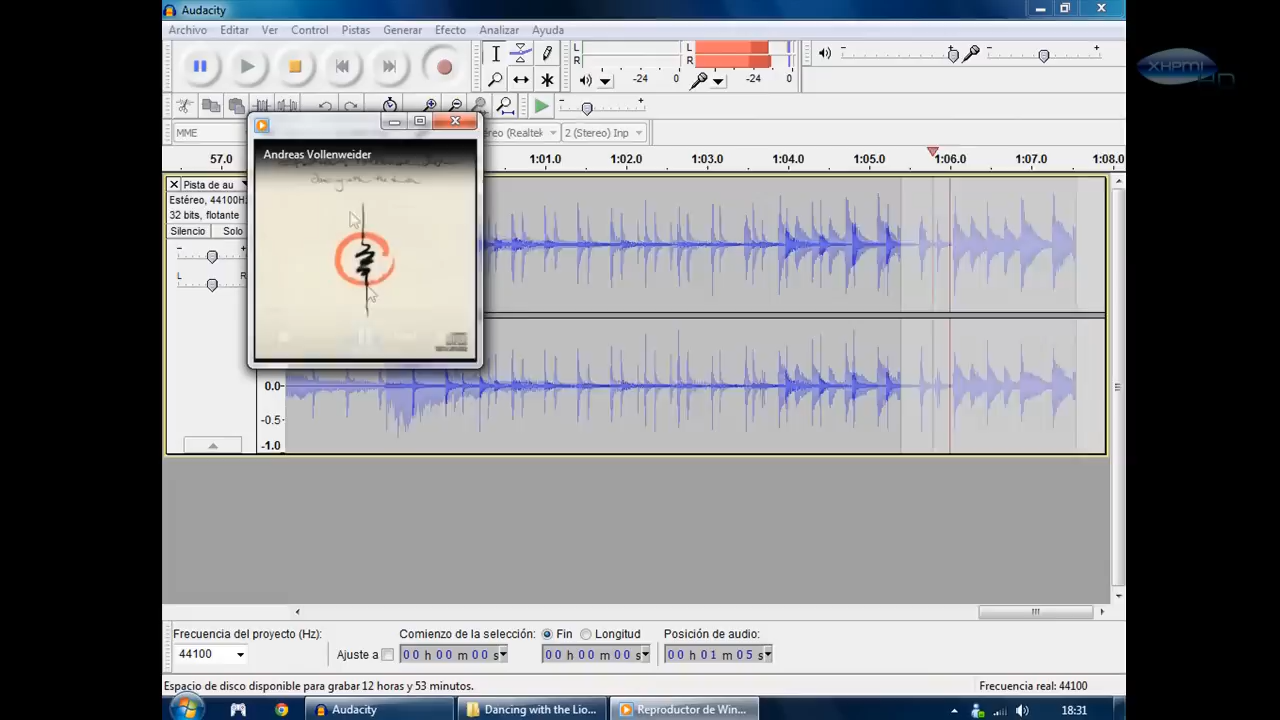 Audacity
Archivo Editar Ver Control Pistas Generar Efecto Analizar Ayuda
L
R
-24 0
L
R
-24 0
XHPMI
MME
éreo (Realtek
2 (Stereo) Inp
57.0 1:01.0 1:02.0 1:03.0 1:04.0 1:05.0 1:06.0 1:07.0 1:08.0
Andreas Vollenweider
Pista de au
Estéreo, 44100Hz
32 bits, flotante
Silencio Solo
- +
L R
0.0-
-0.5-
-1.0
Frecuencia del proyecto (Hz):
44100
Ajuste a
Comienzo de la selección:
00 h 00 m 00 s
Fin Longitud
00 h 00 m 00 s
Posición de audio:
00 h 01 m 05 s
Espacio de disco disponible para grabar 12 horas y 53 minutos.
Frecuencia real: 44100
Audacity
Dancing with the Lio...
Reproductor de Win...
18:31